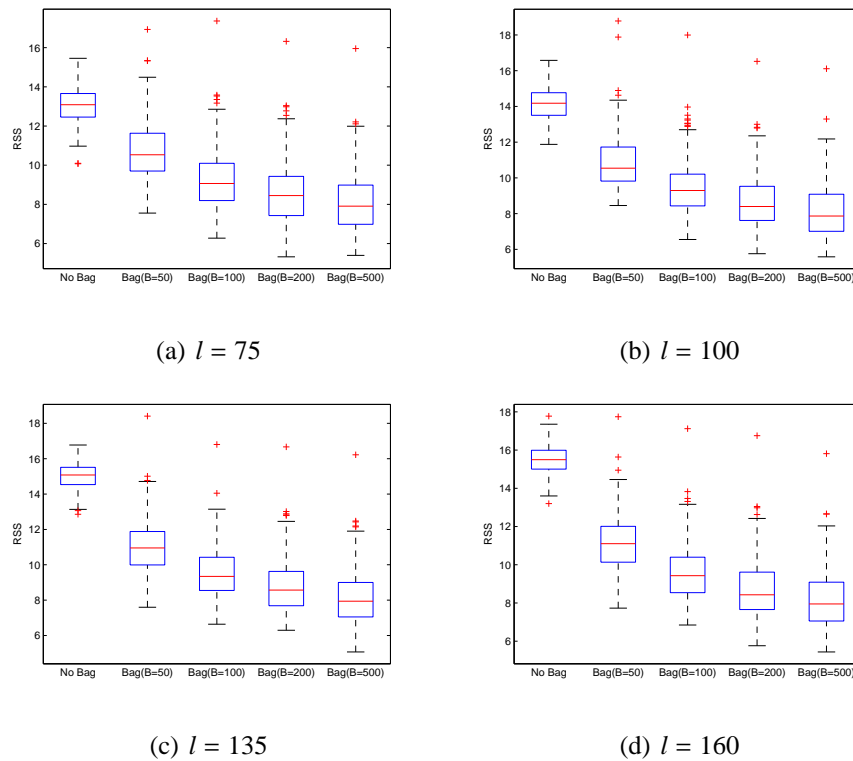 16
14
12
10
8
6
RSS
No Bag Bag(B=50) Bag(B=100) Bag(B=200) Bag(B=500)
(a) l = 75
18
16
14
12
10
8
6
RSS
No Bag Bag(B=50) Bag(B=100) Bag(B=200) Bag(B=500)
(b) l = 100
18
16
14
12
10
8
6
RSS
No Bag Bag(B=50) Bag(B=100) Bag(B=200) Bag(B=500)
(c) l = 135
18
16
14
12
10
8
6
RSS
No Bag Bag(B=50) Bag(B=100) Bag(B=200) Bag(B=500)
(d) l = 160